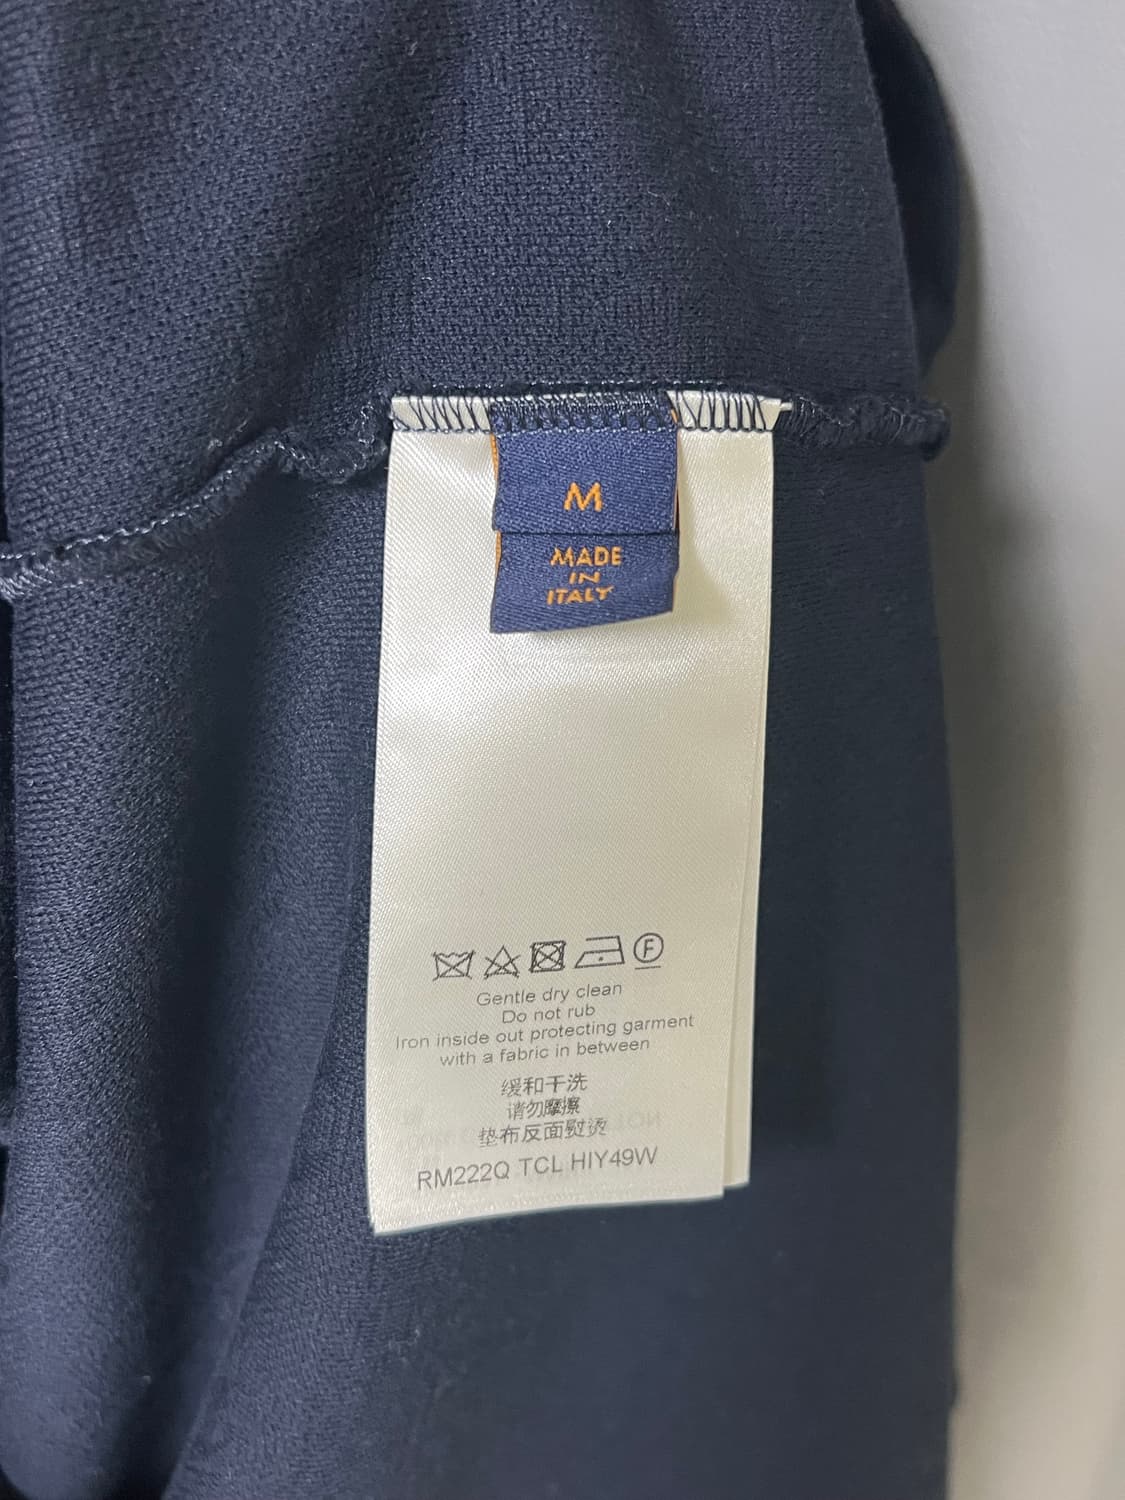 M
MADE
IN
ITALY
F
Gentle dry clean
Do not rub
Iron inside out protecting garment
with a fabric in between
缓和干洗
请勿摩擦
垫布反面熨烫
RM222Q TCL HIY49W